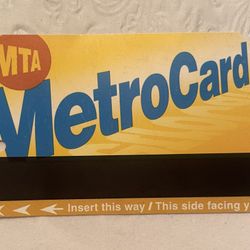 MTA
MetroCard
Insert this way / This side facing